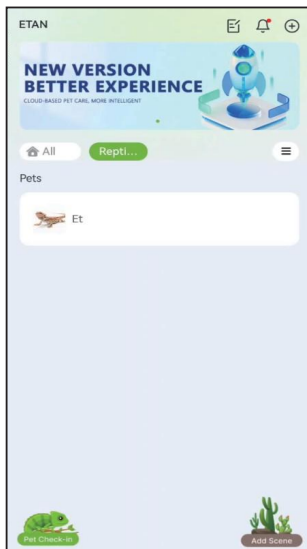 ETAN
NEW VERSION
BETTER EXPERIENCE
CLOUD-BASED PET CARE, MORE INTELLIGENT
All
Repti...
Pets
Et
Pet Check-in
Add Scene